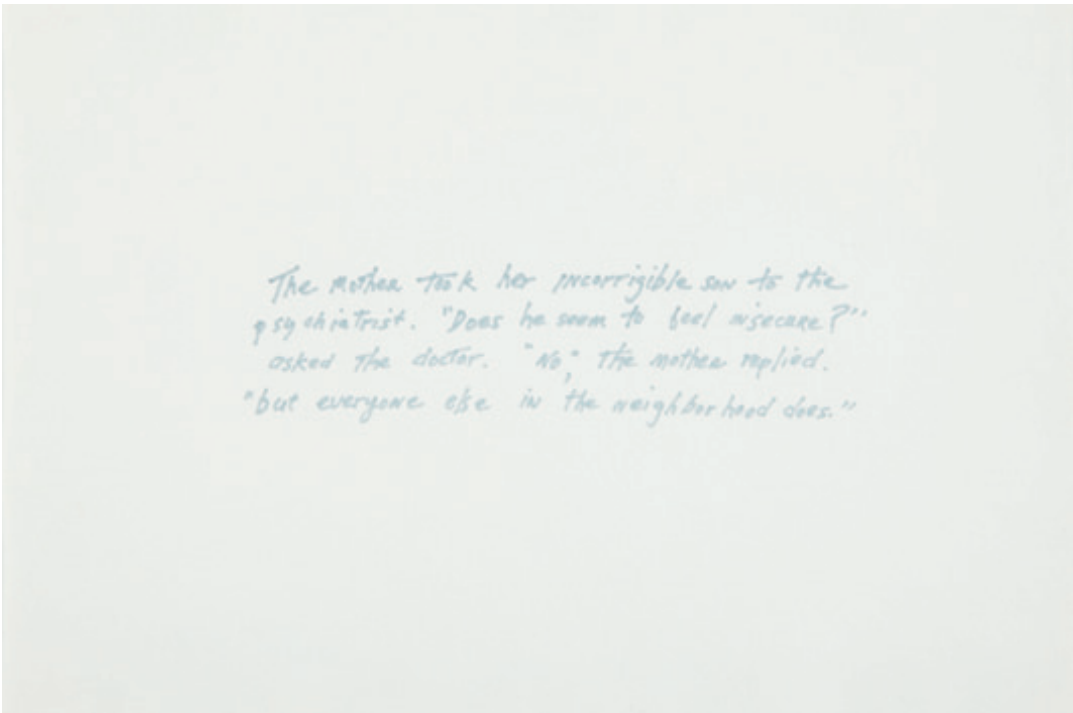 The mother took her incorrigible son to the
psychiatrist. "Does he seem to feel insecure?"
asked the doctor. "No," the mother replied.
"but everyone else in the neighborhood does."